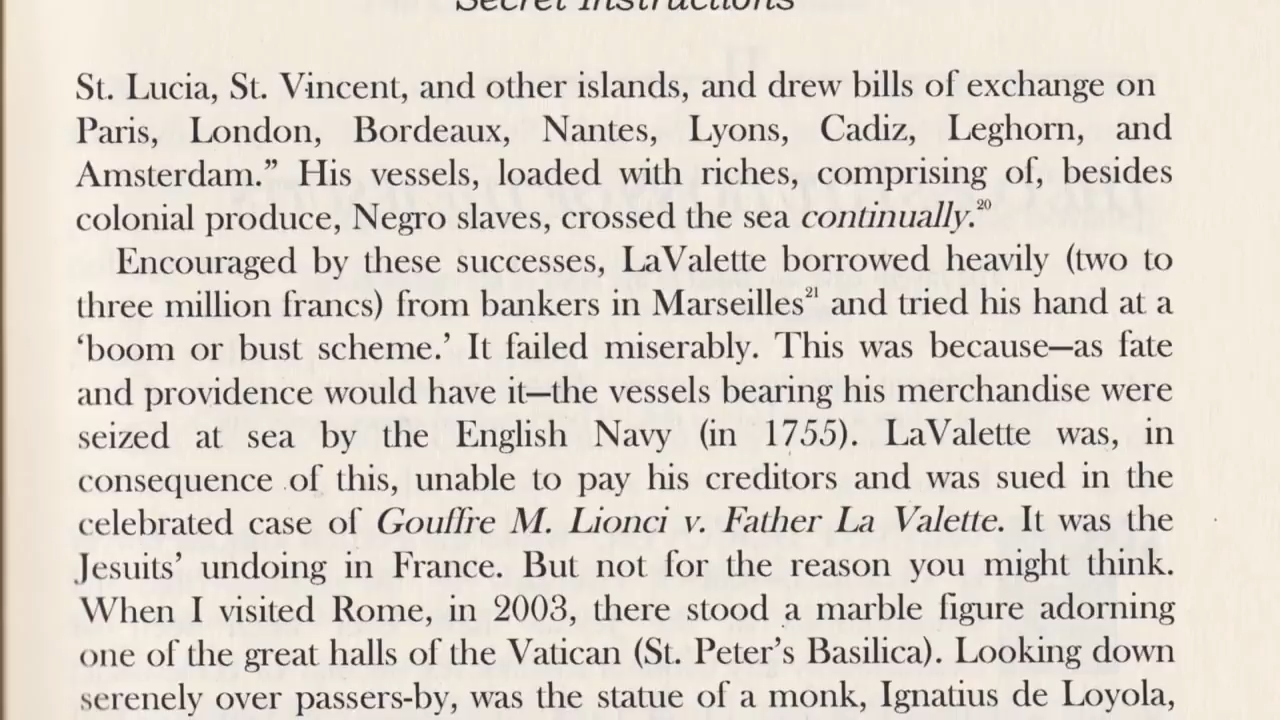 Secret Instructions
St. Lucia, St. Vincent, and other islands, and drew bills of exchange on
Paris, London, Bordeaux, Nantes, Lyons, Cadiz, Leghorn, and
Amsterdam.” His vessels, loaded with riches, comprising of, besides
colonial produce, Negro slaves, crossed the sea continually.20
Encouraged by these successes, LaValette borrowed heavily (two to
three million francs) from bankers in Marseilles21 and tried his hand at a
‘boom or bust scheme.’ It failed miserably. This was because—as fate
and providence would have it—the vessels bearing his merchandise were
seized at sea by the English Navy (in 1755). LaValette was, in
consequence of this, unable to pay his creditors and was sued in the
celebrated case of Gouffre M. Lionci v. Father La Valette. It was the
Jesuits’ undoing in France. But not for the reason you might think.
When I visited Rome, in 2003, there stood a marble figure adorning
one of the great halls of the Vatican (St. Peter’s Basilica). Looking down
serenely over passers-by, was the statue of a monk, Ignatius de Loyola,